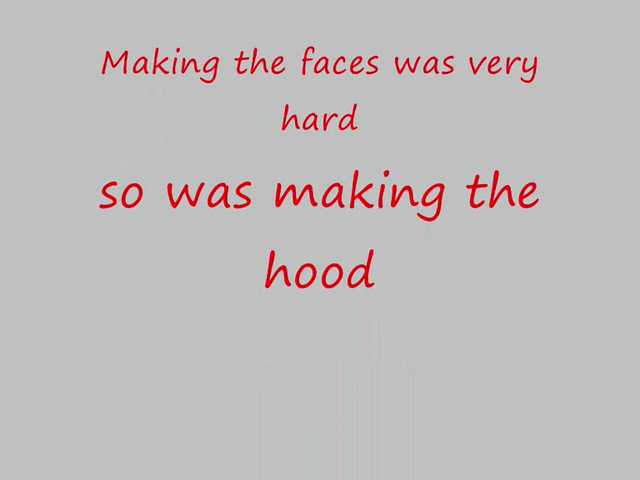 Making the faces was very
hard
so was making the
hood